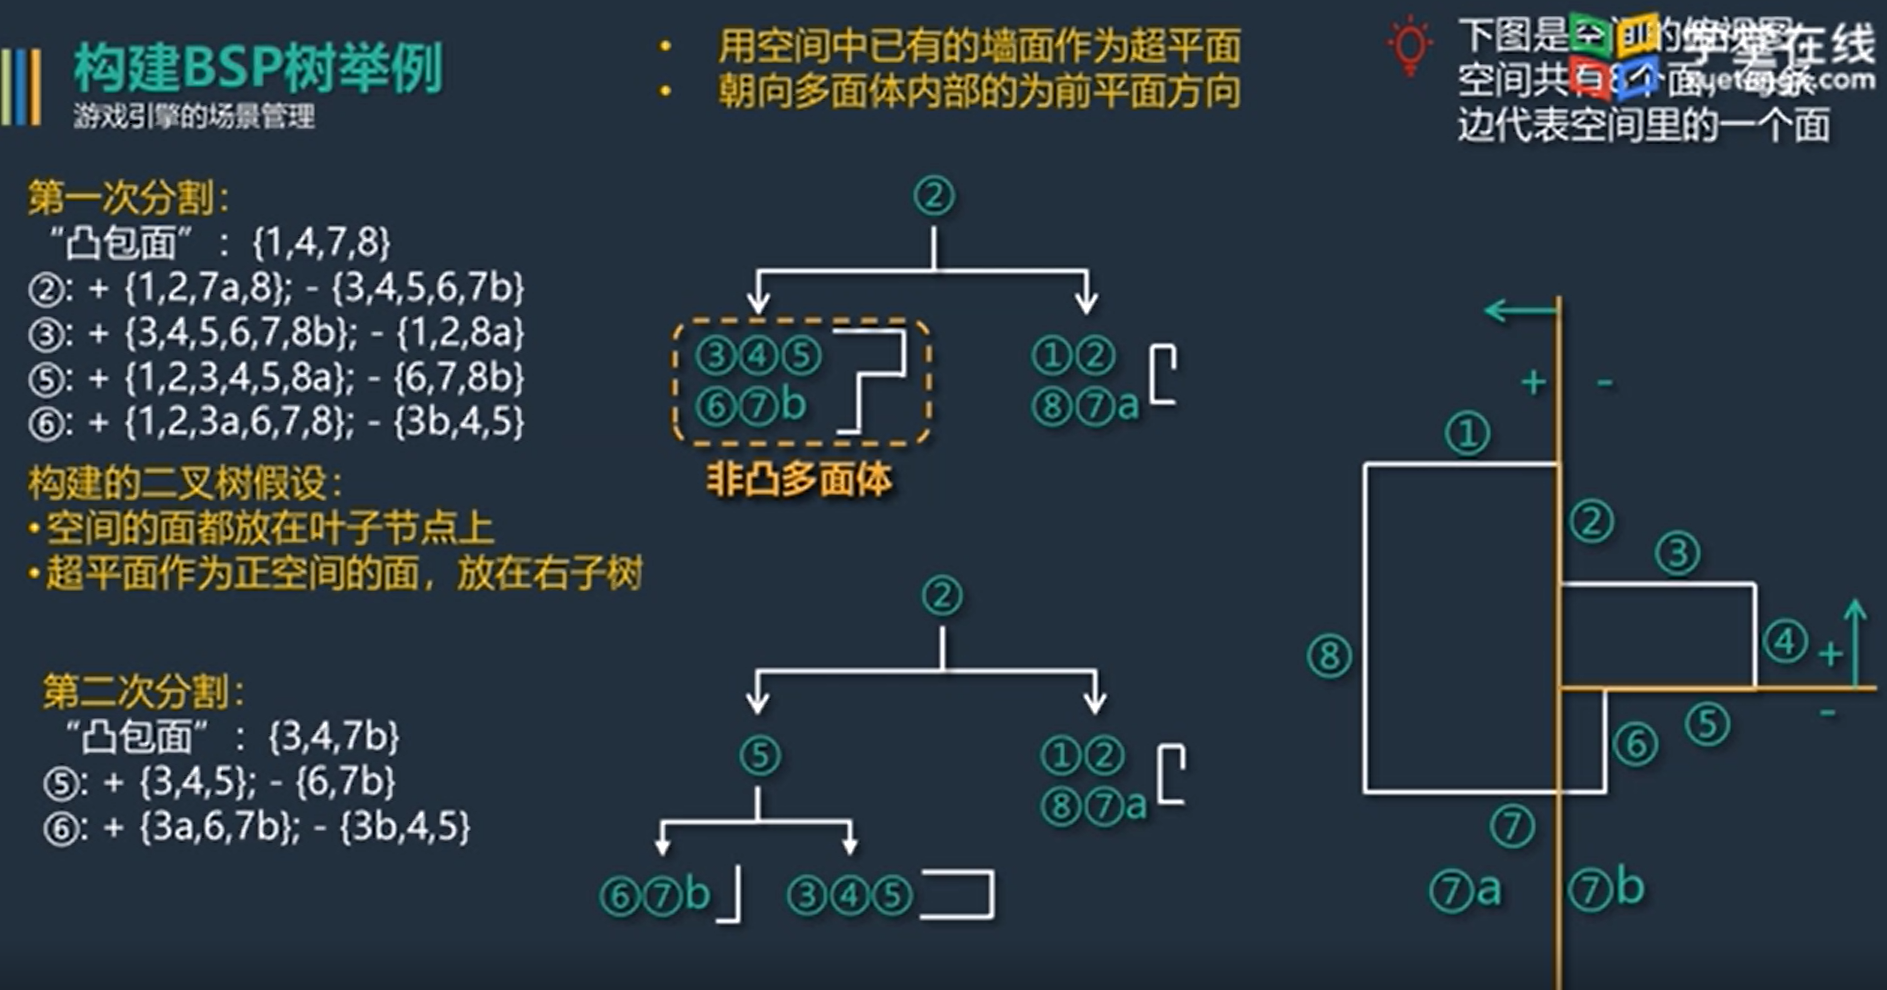 构建BSP树举例
游戏引擎的场景管理
• 用空间中已有的墙面作为超平面
• 朝向多面体内部的为前平面方向
下图是空间的俯视图
空间共有8个面
边代表空间里的一个面
学堂在线
xuetangx.com
第一次分割：
“凸包面” ：{1,4,7,8}
②: + {1,2,7a,8}; - {3,4,5,6,7b}
③: + {3,4,5,6,7,8b}; - {1,2,8a}
⑤: + {1,2,3,4,5,8a}; - {6,7,8b}
⑥: + {1,2,3a,6,7,8}; - {3b,4,5}
构建的二叉树假设：
•空间的面都放在叶子节点上
•超平面作为正空间的面，放在右子树
第二次分割：
“凸包面” ：{3,4,7b}
⑤: + {3,4,5}; - {6,7b}
⑥: + {3a,6,7b}; - {3b,4,5}
②
③④⑤
⑥⑦b
非凸多面体
①②
⑧⑦a
②
⑤
①②
⑧⑦a
⑥⑦b
③④⑤
+ -
①
②
③
④
+
-
⑤
⑥
⑧
⑦
⑦a
⑦b